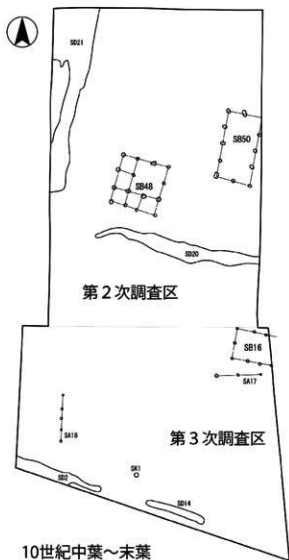 SD21
SB50
SB48
SD20
第2次調査区
SB16
SA17
SA18
第3次調査区
SK1
SD2
SD14
10世紀中葉～末葉